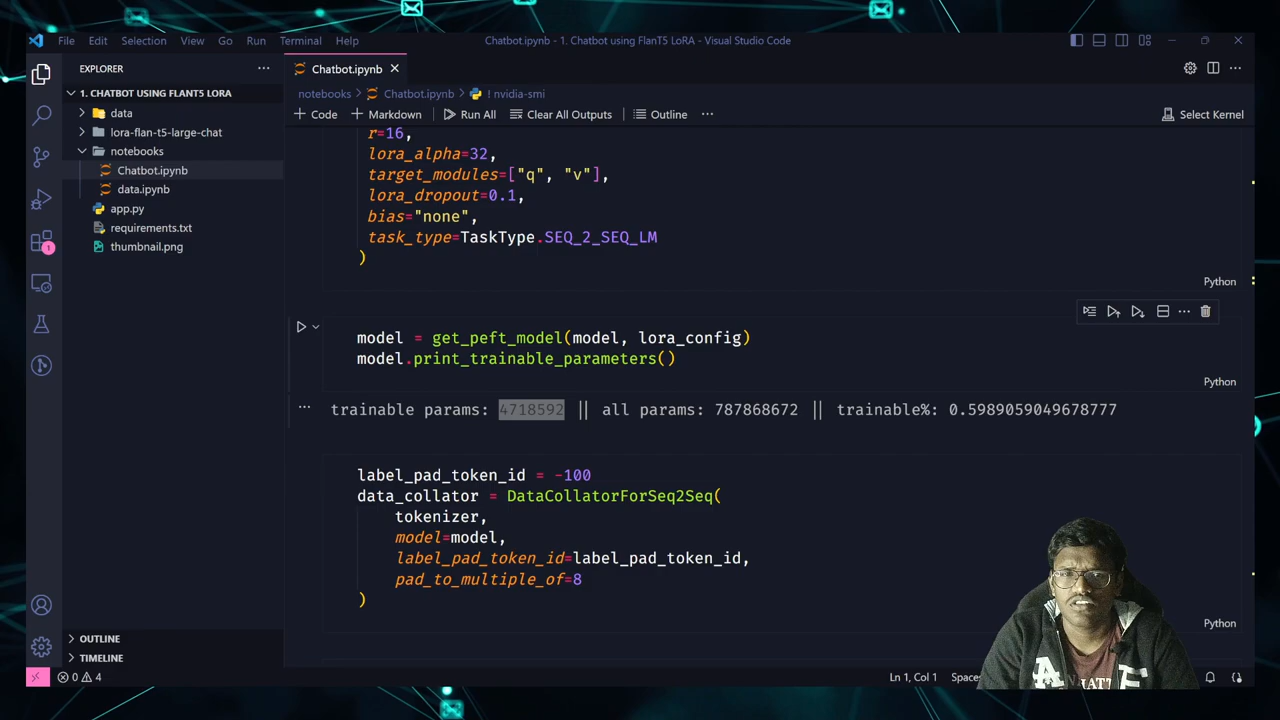 File Edit Selection View Go Run Terminal Help
Chatbot.ipynb - 1. Chatbot using FlanT5 LoRA - Visual Studio Code
EXPLORER
1. CHATBOT USING FLANT5 LORA
data
lora-flan-t5-large-chat
notebooks
Chatbot.ipynb
data.ipynb
app.py
requirements.txt
thumbnail.png
1
OUTLINE
TIMELINE
Chatbot.ipynb
notebooks > Chatbot.ipynb > ! nvidia-smi
+ Code + Markdown Run All Clear All Outputs Outline ... Select Kernel
r=16,
lora_alpha=32,
target_modules=["q", "v"],
lora_dropout=0.1,
bias="none",
task_type=TaskType.SEQ_2_SEQ_LM
)
Python
model = get_peft_model(model, lora_config)
model.print_trainable_parameters()
Python
... trainable params: 4718592 || all params: 787868672 || trainable%: 0.5989059049678777
label_pad_token_id = -100
data_collator = DataCollatorForSeq2Seq(
tokenizer,
model=model,
label_pad_token_id=label_pad_token_id,
pad_to_multiple_of=8
)
Python
0 4
Ln 1, Col 1